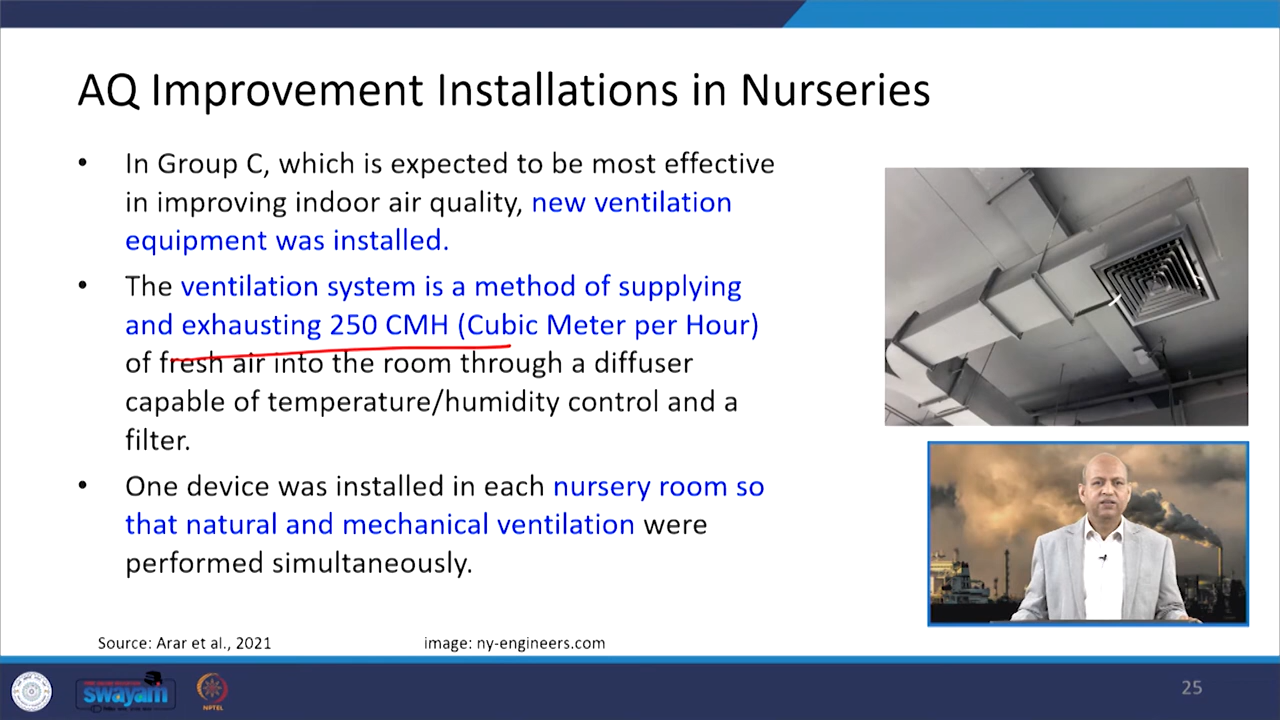 AQ Improvement Installations in Nurseries
• In Group C, which is expected to be most effective
in improving indoor air quality, new ventilation
equipment was installed.
• The ventilation system is a method of supplying
and exhausting 250 CMH (Cubic Meter per Hour)
of fresh air into the room through a diffuser
capable of temperature/humidity control and a
filter.
• One device was installed in each nursery room so
that natural and mechanical ventilation were
performed simultaneously.
Source: Arar et al., 2021
image: ny-engineers.com
swayam
NPTEL
25